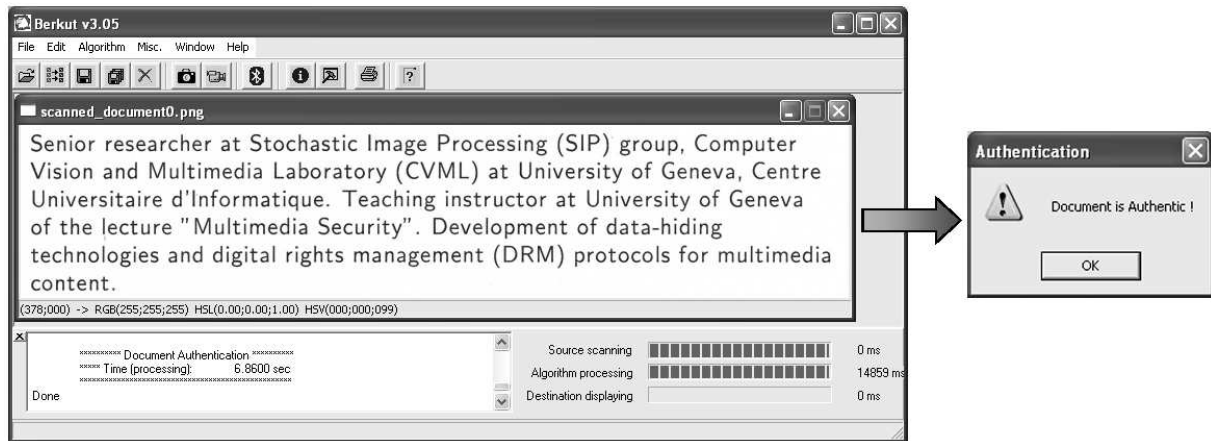 Berkut v3.05
File Edit Algorithm Misc. Window Help
scanned_document0.png
Senior researcher at Stochastic Image Processing (SIP) group, Computer
Vision and Multimedia Laboratory (CVML) at University of Geneva, Centre
Universitaire d'Informatique. Teaching instructor at University of Geneva
of the lecture "Multimedia Security". Development of data-hiding
technologies and digital rights management (DRM) protocols for multimedia
content.
(378;000) -> RGB(255;255;255) HSL(0.00;0.00;1.00) HSV(000;000;099)
********** Document Authentication **********
***** Time (processing): 6.8600 sec
Done
Source scanning 0 ms
Algorithm processing 14859 ms
Destination displaying 0 ms
Authentication
Document is Authentic !
OK